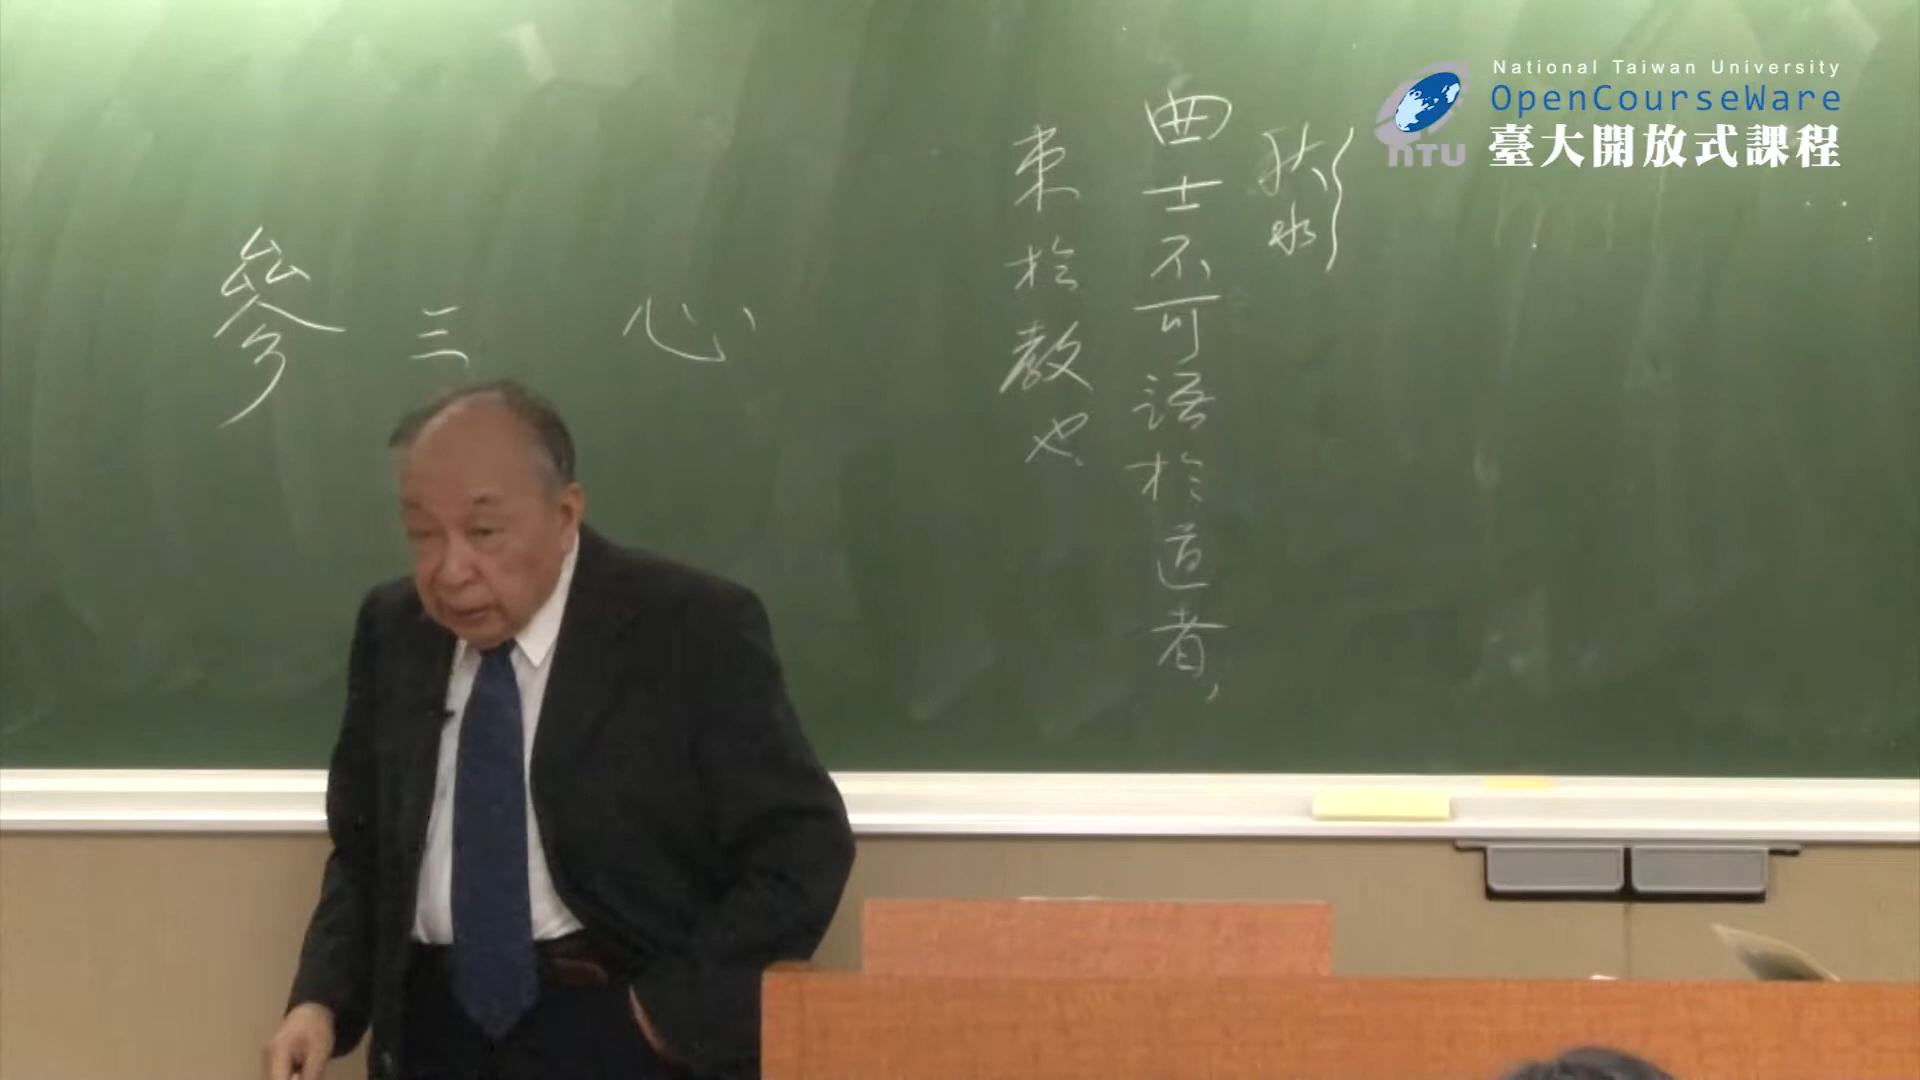 National Taiwan University
OpenCourseWare
臺大開放式課程
NTU
秋水
曲士不可語於道者,
束於教也
心
三
參